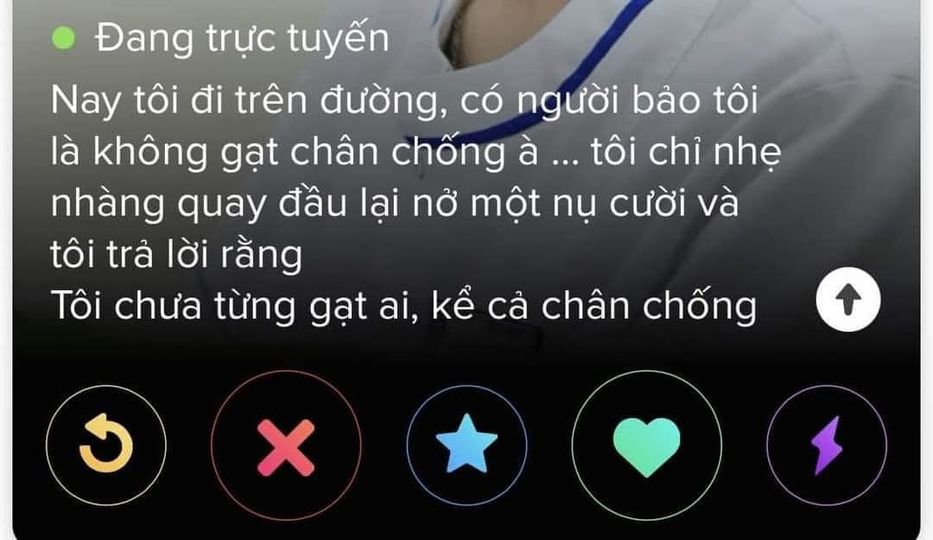 Đang trực tuyến
Nay tôi đi trên đường, có người bảo tôi
là không gạt chân chống à ... tôi chỉ nhẹ
nhàng quay đầu lại nở một nụ cười và
tôi trả lời rằng
Tôi chưa từng gạt ai, kể cả chân chống